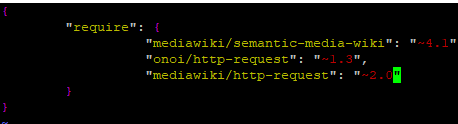 {
"require": {
"mediawiki/semantic-media-wiki": "~4.1"
"onoi/http-request": "~1.3",
"mediawiki/http-request": "~2.0"
}
}
~